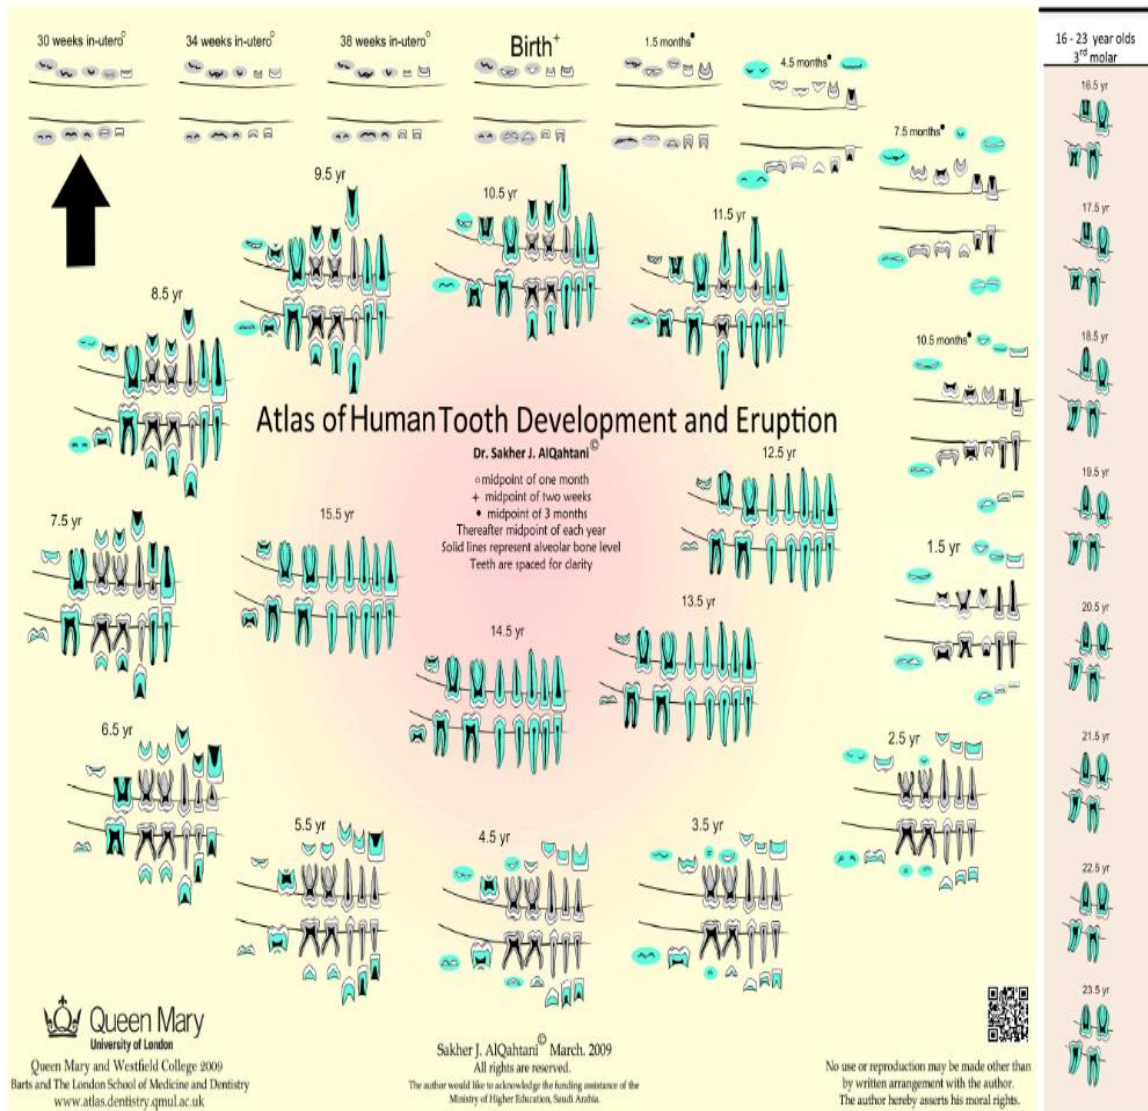 30 weeks in-utero○
34 weeks in-utero○
38 weeks in-utero○
Birth+
1.5 months●
4.5 months●
7.5 months●
9.5 yr
10.5 yr
11.5 yr
8.5 yr
10.5 months●
Atlas of Human Tooth Development and Eruption
Dr. Sakher J. AlQahtani©
○ midpoint of one month
+ midpoint of two weeks
● midpoint of 3 months
Thereafter midpoint of each year
Solid lines represent alveolar bone level
Teeth are spaced for clarity
12.5 yr
7.5 yr
15.5 yr
1.5 yr
13.5 yr
14.5 yr
6.5 yr
2.5 yr
5.5 yr
4.5 yr
3.5 yr
Queen Mary
University of London
Queen Mary and Westfield College 2009
Barts and The London School of Medicine and Dentistry
www.atlas.dentistry.qmul.ac.uk
Sakher J. AlQahtani© March. 2009
All rights are reserved.
The author would like to acknowledge the funding assistance of the
Ministry of Higher Education, Saudi Arabia.
No use or reproduction may be made other than
by written arrangement with the author.
The author hereby asserts his moral rights.
16 - 23 year olds
3rd molar
16.5 yr
17.5 yr
18.5 yr
19.5 yr
20.5 yr
21.5 yr
22.5 yr
23.5 yr